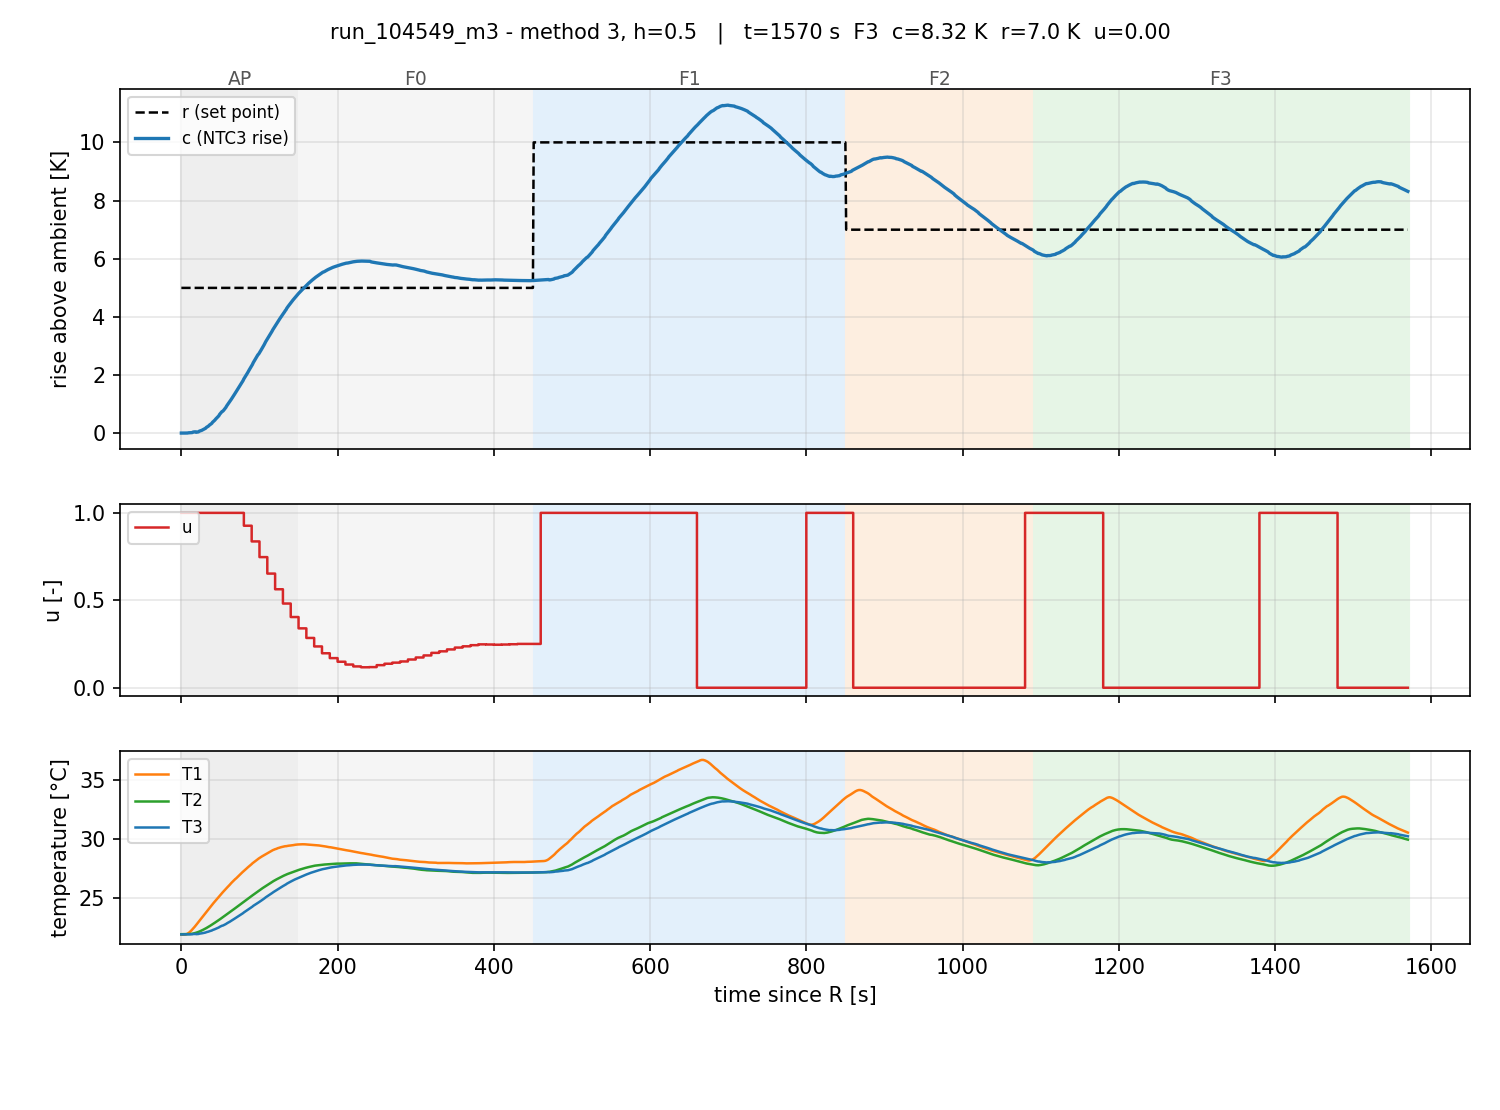 run_104549_m3 - method 3, h=0.5   |   t=1570 s  F3  c=8.32 K  r=7.0 K  u=0.00
AP F0 F1 F2 F3
r (set point)
c (NTC3 rise)
rise above ambient [K]
10
8
6
4
2
0
u
u [-]
1.0
0.5
0.0
T1
T2
T3
temperature [°C]
35
30
25
0 200 400 600 800 1000 1200 1400 1600
time since R [s]